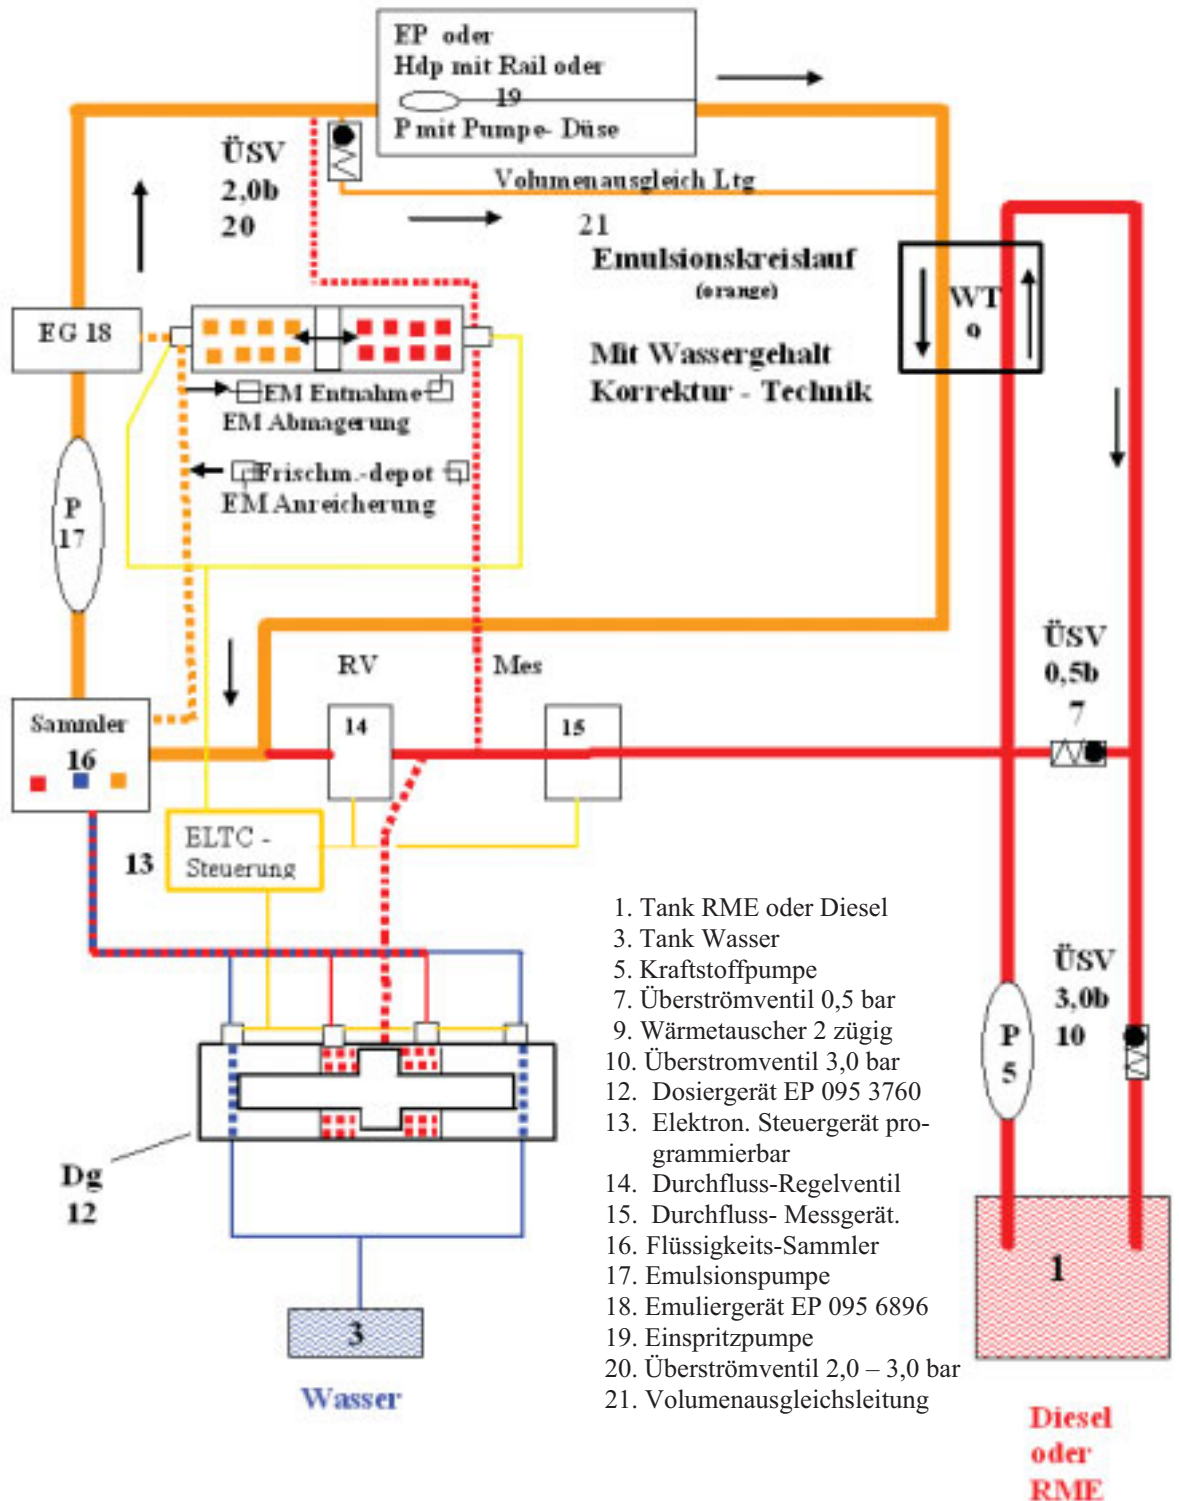 EP oder
Hdp mit Rail oder
19
P mit Pumpe- Düse
ÜSV
2,0b
20
Volumenausgleich Ltg
21
Emulsionskreislauf
(orange)
WT
9
EG 18
Mit Wassergehalt
Korrektur - Technik
EM Entnahme
EM Abmagerung
Frischm.-depot
EM Anreicherung
P
17
ÜSV
0,5b
7
RV
Mes
Sammler
16
14
15
ELTC -
Steuerung
13
1. Tank RME oder Diesel
3. Tank Wasser
5. Kraftstoffpumpe
7. Überströmventil 0,5 bar
9. Wärmetauscher 2 zügig
10. Überstromventil 3,0 bar
12. Dosiergerät EP 095 3760
13. Elektron. Steuergerät pro-
grammierbar
14. Durchfluss-Regelventil
15. Durchfluss- Messgerät.
16. Flüssigkeits-Sammler
17. Emulsionspumpe
18. Emuliergerät EP 095 6896
19. Einspritzpumpe
20. Überströmventil 2,0 – 3,0 bar
21. Volumenausgleichsleitung
ÜSV
3,0b
10
P
5
Dg
12
1
3
Wasser
Diesel
oder
RME